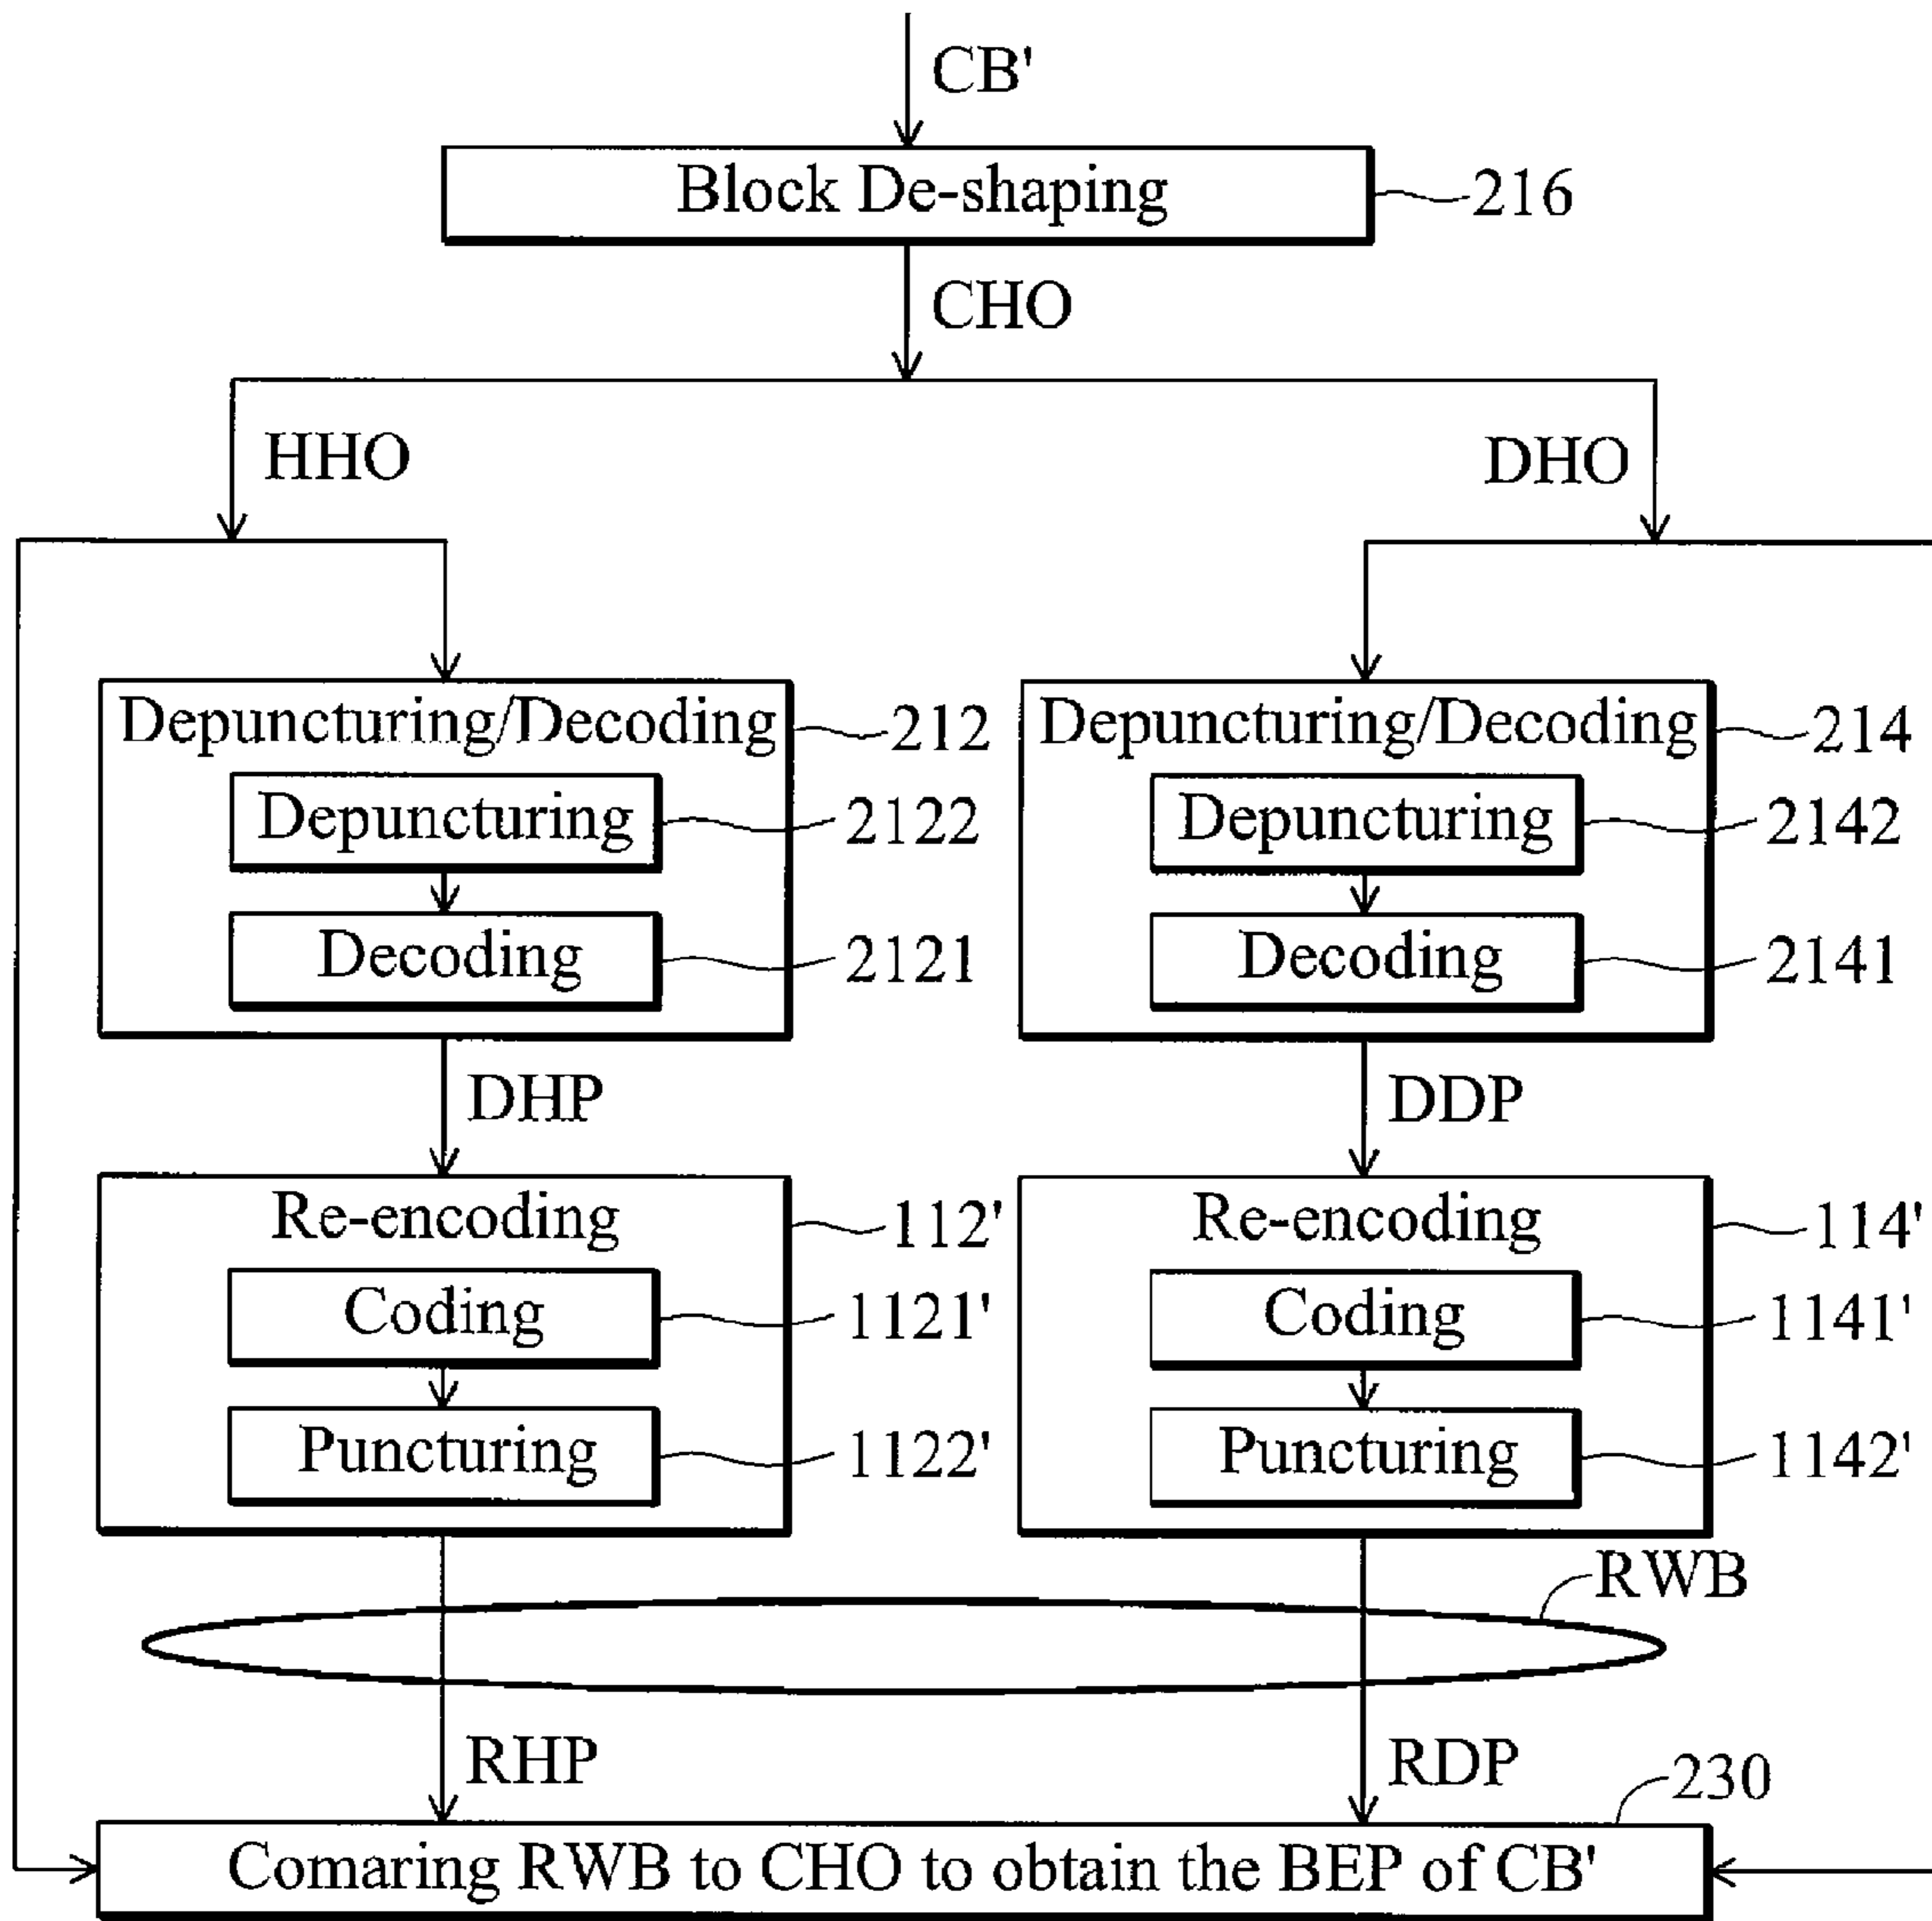 CB'
Block De-shaping
216
CHO
HHO
DHO
Depuncturing/Decoding
212
Depuncturing
2122
Decoding
2121
Depuncturing/Decoding
214
Depuncturing
2142
Decoding
2141
DHP
DDP
Re-encoding
112'
Coding
1121'
Puncturing
1122'
Re-encoding
114'
Coding
1141'
Puncturing
1142'
RWB
RHP
RDP
230
Comaring RWB to CHO to obtain the BEP of CB'